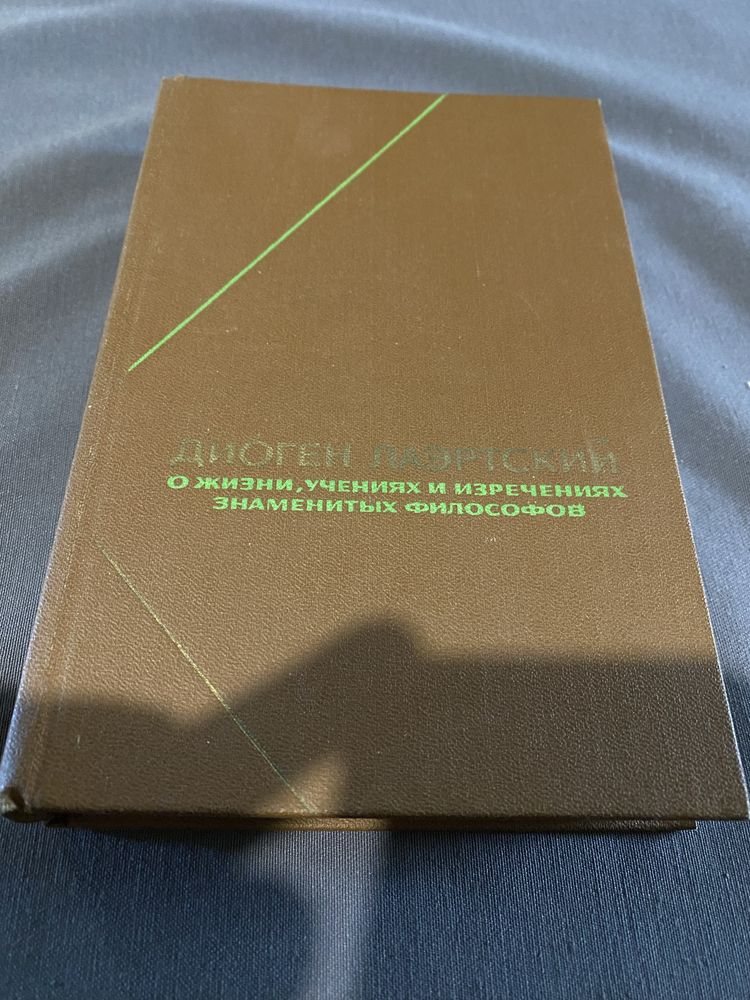 ДИОГЕН ЛАЭРТСКИЙ
О ЖИЗНИ, УЧЕНИЯХ И ИЗРЕЧЕНИЯХ
ЗНАМЕНИТЫХ ФИЛОСОФОВ